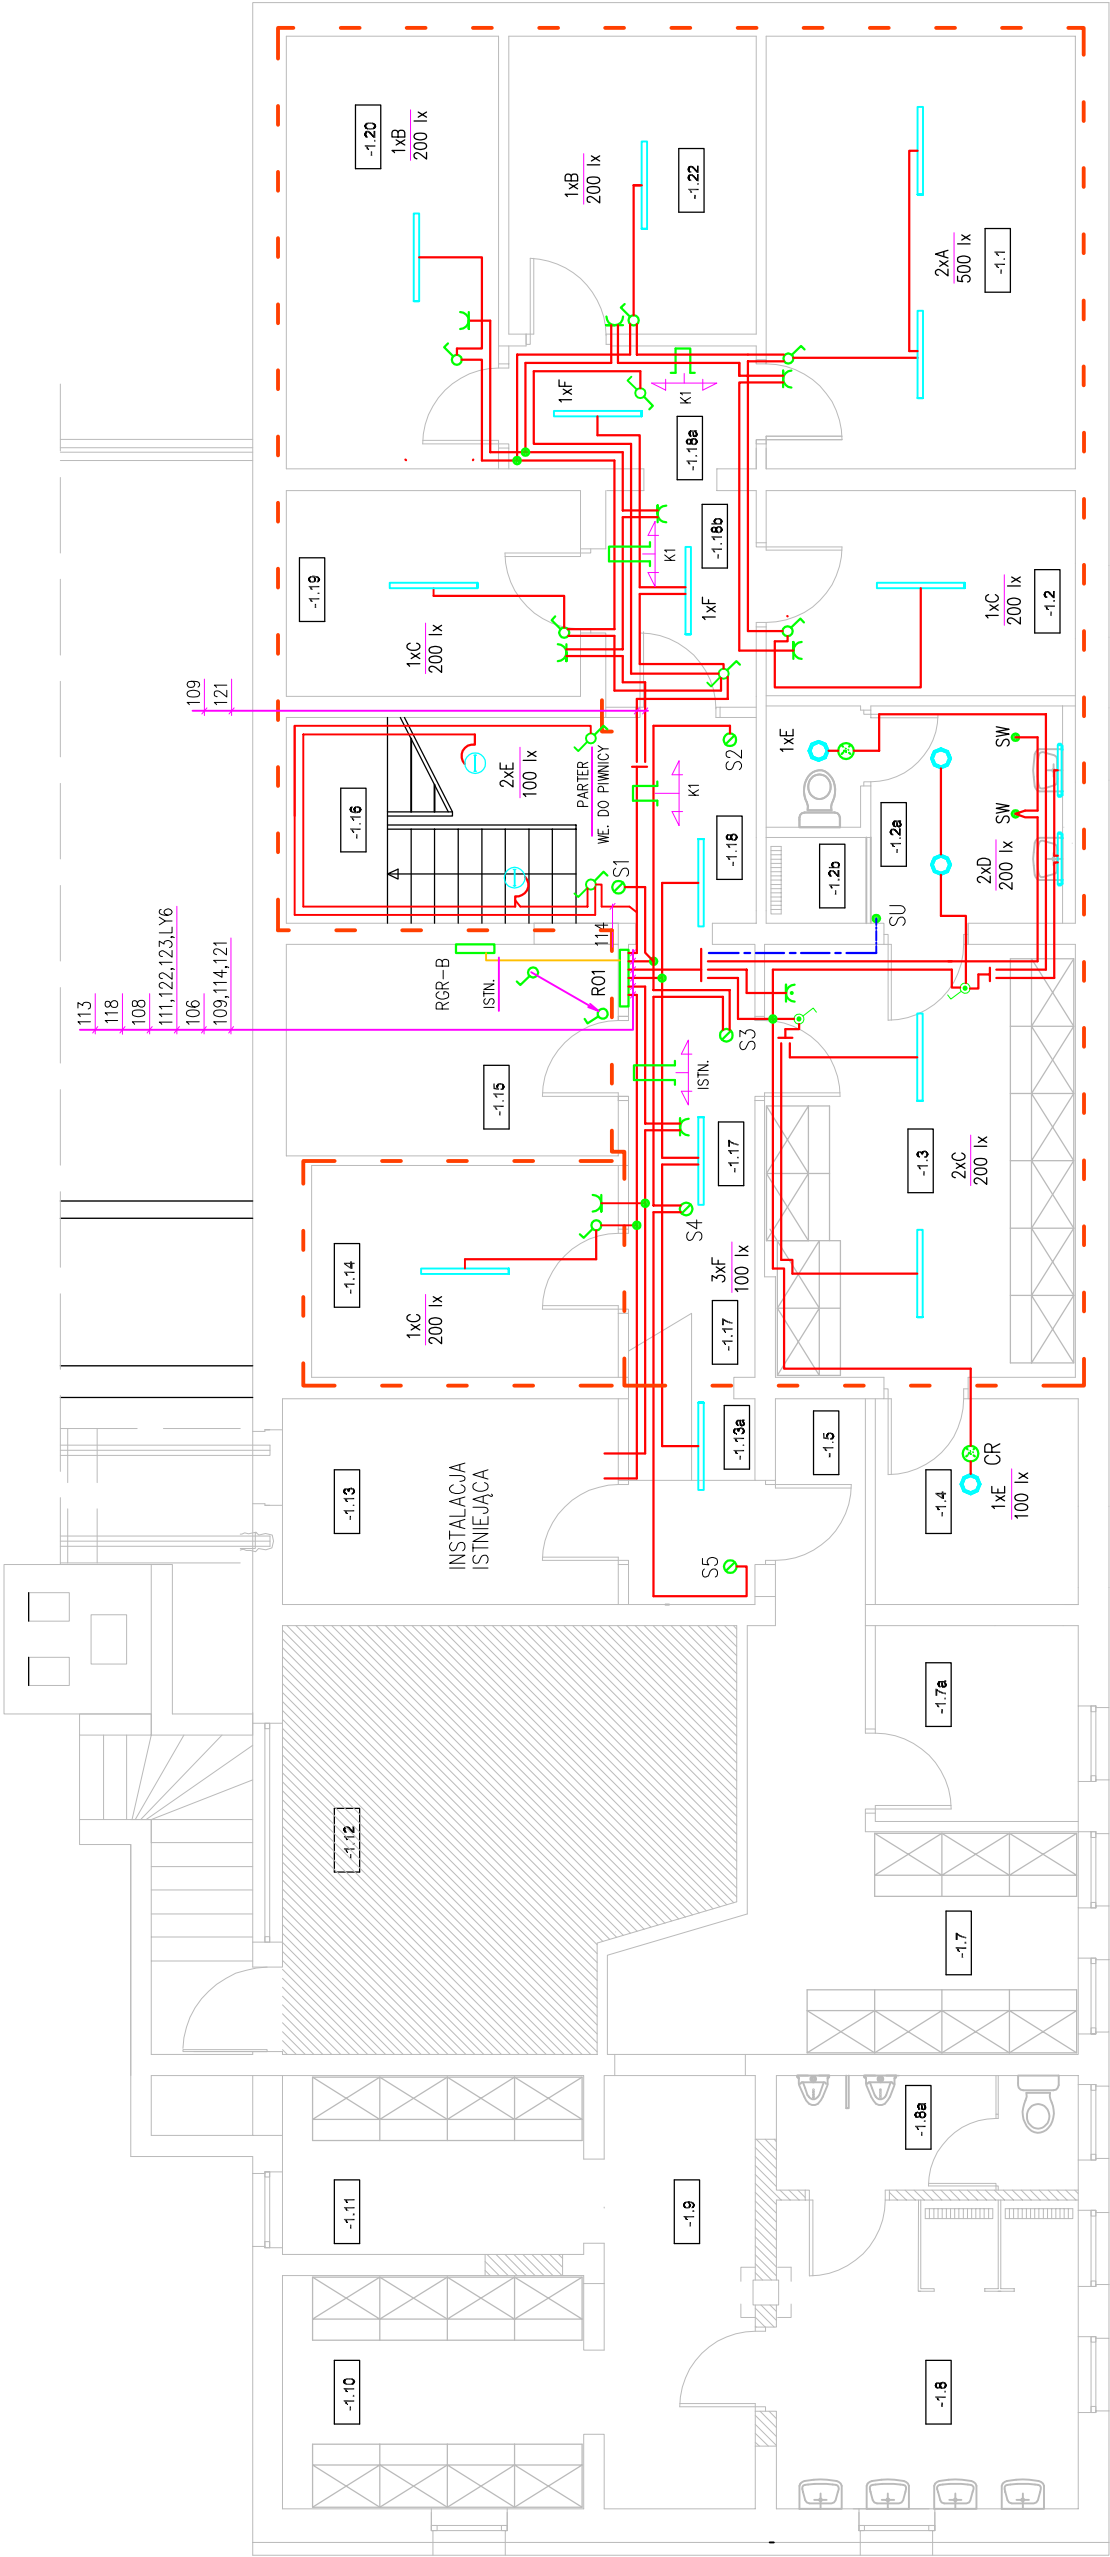 -1.20
1xB
200 lx
1xB
200 lx
-1.22
2xA
500 lx
-1.1
1xF
K1
-1.18a
-1.19
1xC
200 lx
K1
-1.18b
1xF
1xC
200 lx
-1.2
109
121
-1.16
2xE
100 lx
PARTER
WE. DO PIWNICY
K1
S2
1xE
SW
SW
S1
-1.18
-1.2a
-1.2b
2xD
200 lx
SU
114
113
118
108
111,122,123,LY6
106
109,114,121
RGR-B
ISTN.
RO1
S3
ISTN.
-1.15
-1.17
-1.3
2xC
200 lx
S4
-1.14
1xC
200 lx
3xF
100 lx
-1.17
-1.13a
-1.5
-1.13
INSTALACJA
ISTNIEJĄCA
S5
-1.4
CR
1xE
100 lx
-1.7a
-1.12
-1.7
-1.8a
-1.11
-1.9
-1.10
-1.8